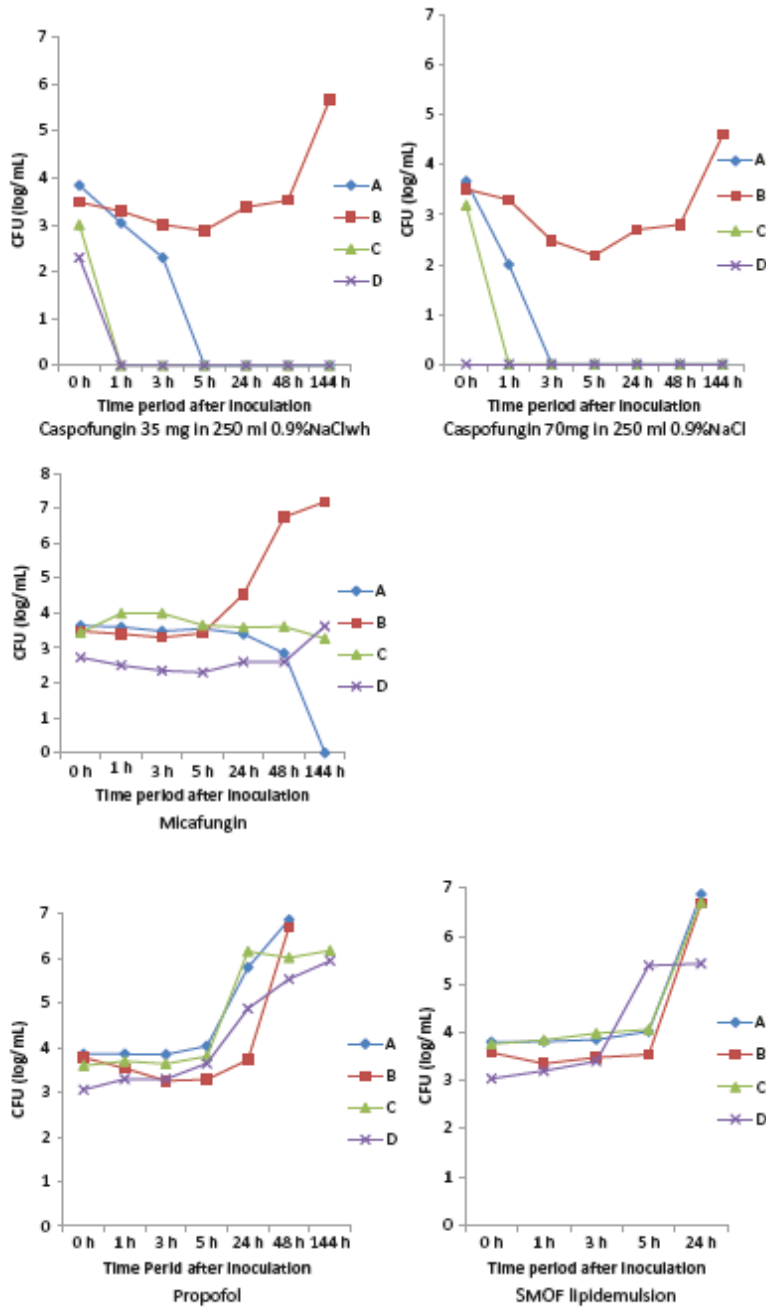 7
6
5
4
3
2
1
0
CFU (log/mL)
0 h 1 h 3 h 5 h 24 h 48 h 144 h
Time period after inoculation
A
B
C
D
Caspofungin 35 mg in 250 ml 0.9%NaClwh
7
6
5
4
3
2
1
0
CFU (log/mL)
0 h 1 h 3 h 5 h 24 h 48 h 144 h
Time period after inoculation
A
B
C
D
Caspofungin 70mg in 250 ml 0.9%NaCl
8
7
6
5
4
3
2
1
0
CFU (log/mL)
0 h 1 h 3 h 5 h 24 h 48 h 144 h
Time period after inoculation
A
B
C
D
Micafungin
7
6
5
4
3
2
1
0
CFU (log/mL)
0 h 1 h 3 h 5 h 24 h 48 h 144 h
Time Perid after inoculation
A
B
C
D
Propofol
7
6
5
4
3
2
1
0
CFU (log/mL)
0 h 1 h 3 h 5 h 24 h
Time period after inoculation
A
B
C
D
SMOF lipidemulsion